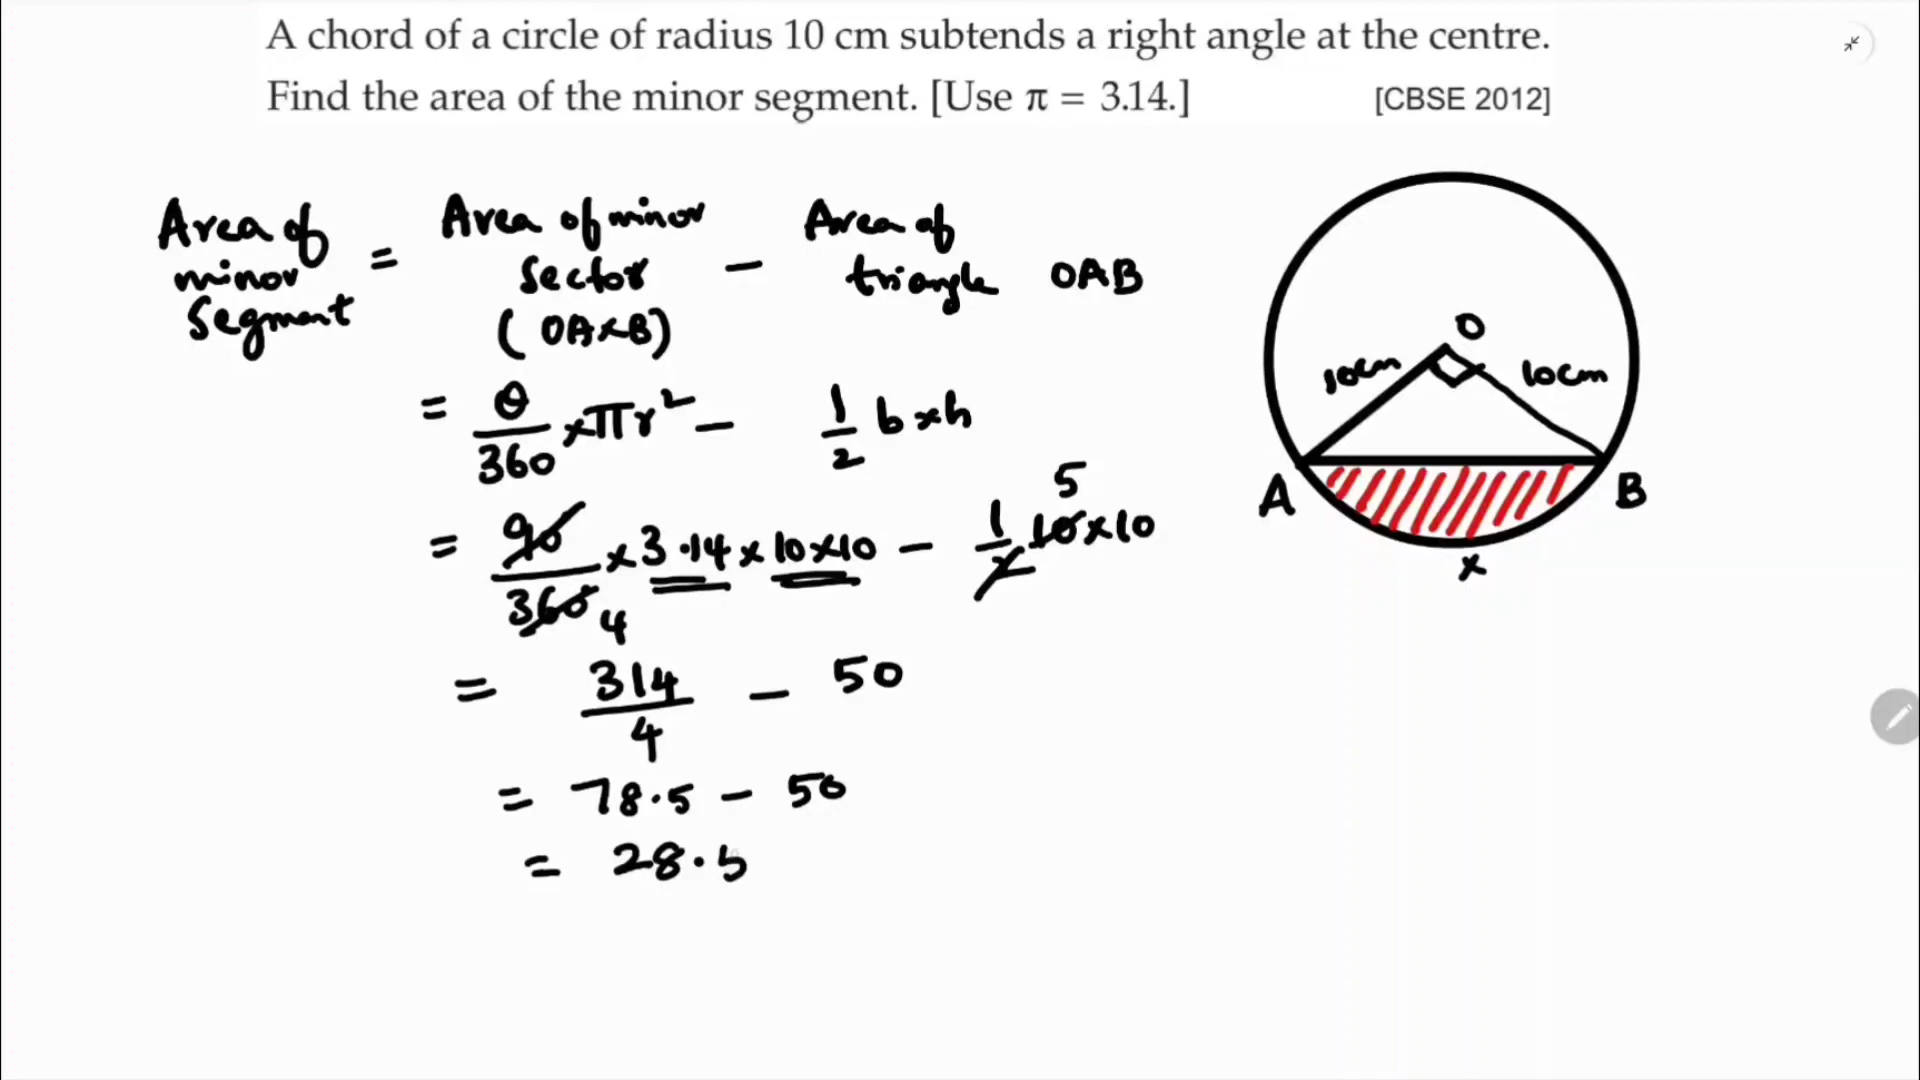 A chord of a circle of radius 10 cm subtends a right angle at the centre.
Find the area of the minor segment. [Use π = 3.14.] [CBSE 2012]
Area of minor segment = Area of minor sector (OAXB) - Area of triangle OAB
= θ/360 × πr² - 1/2 b×h
= 90/360 4 × 3.14 × 10×10 - 1/2 10×10 5
= 314/4 - 50
= 78.5 - 50
= 28.5
O
10cm 10cm
A B
x